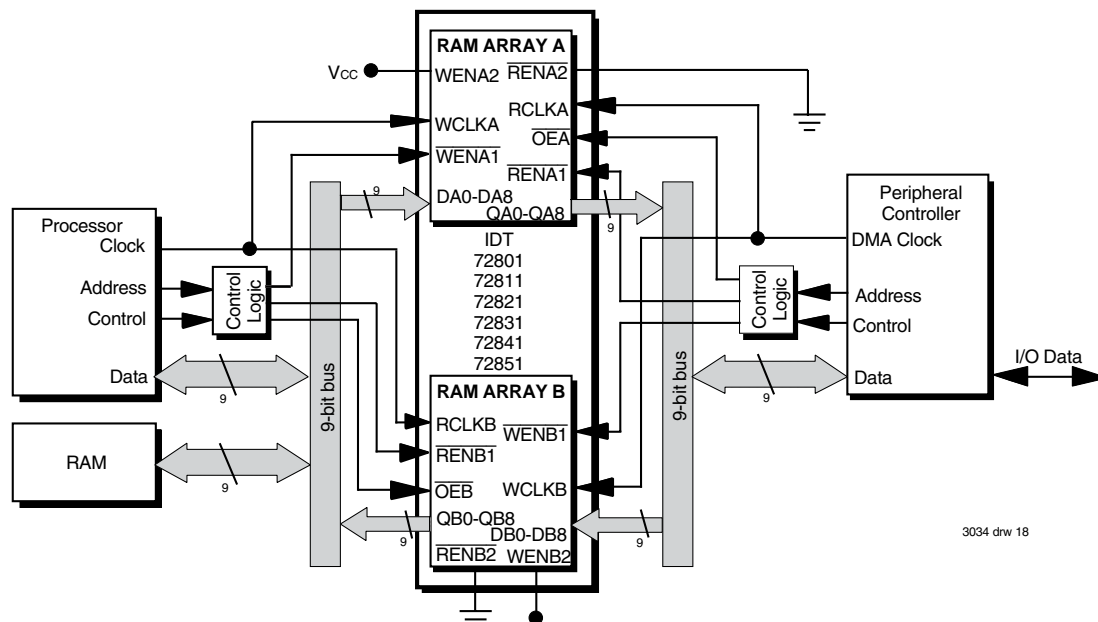 RAM ARRAY A
VCC
WENA2
RENA2
RCLKA
WCLKA
OEA
WENA1
RENA1
9
DA0-DA8
QA0-QA8
9
Processor
Clock
Address
Control
Data
9
Control
Logic
9-bit bus
IDT
72801
72811
72821
72831
72841
72851
9-bit bus
Peripheral
Controller
DMA Clock
Address
Control
Data
Control
Logic
9
I/O Data
RAM
9
RAM ARRAY B
RCLKB
WENB1
RENB1
OEB
WCLKB
QB0-QB8
9
DB0-DB8
9
RENB2
WENB2
3034 drw 18